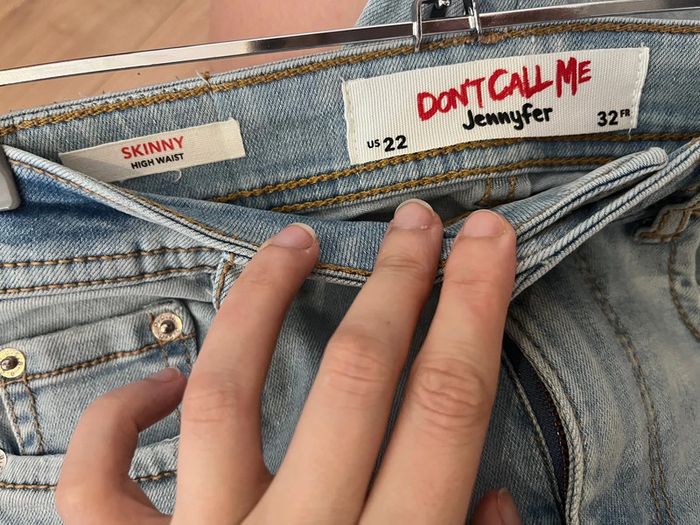 DON'T CALL ME
Jennyfer
US 22
32 FR
SKINNY
HIGH WAIST